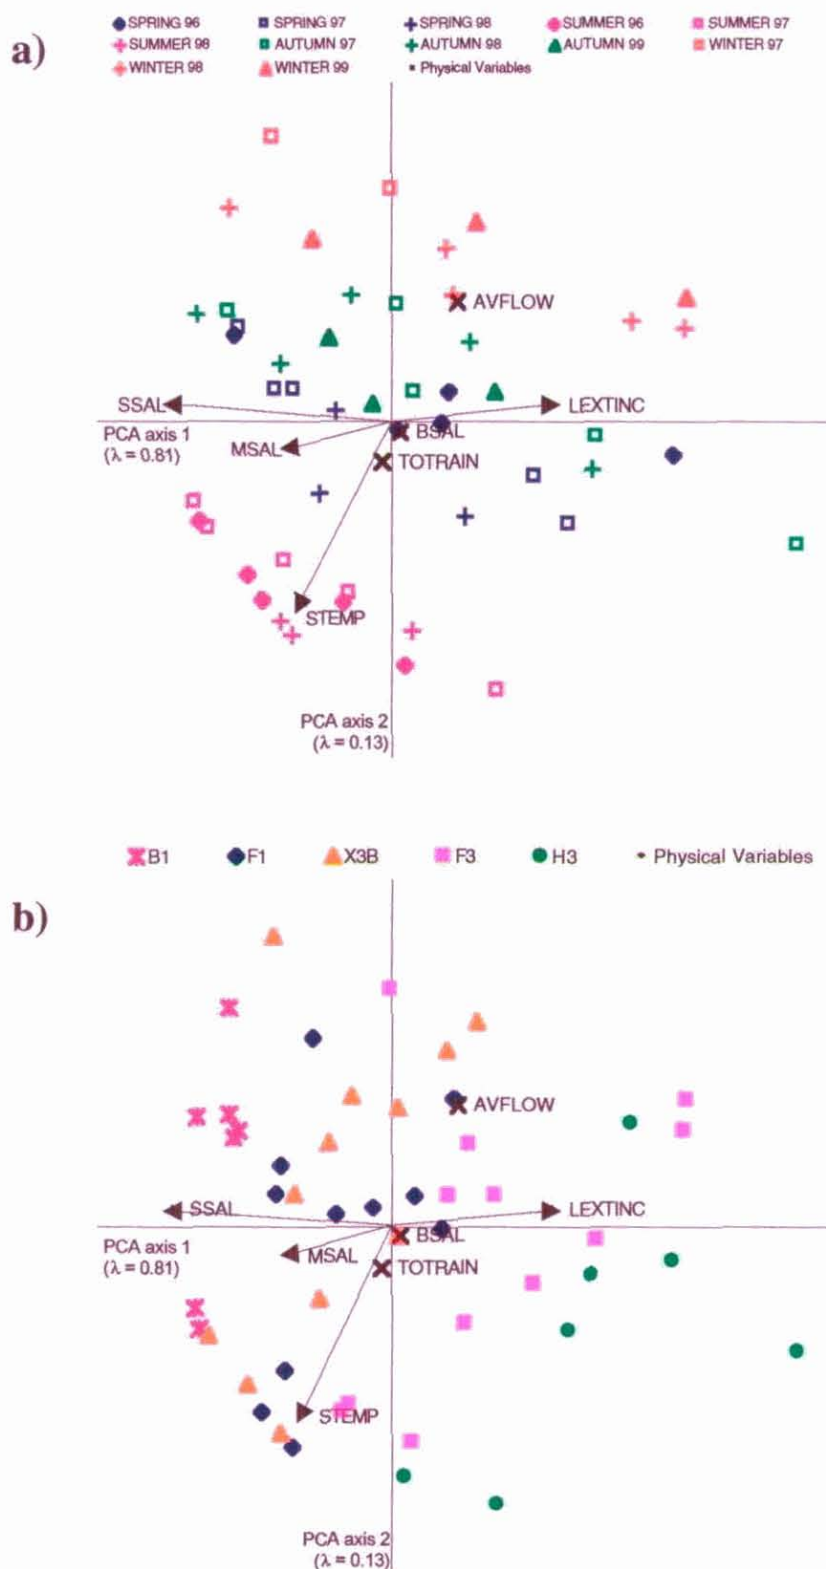 a)
SPRING 96 SPRING 97 SPRING 98 SUMMER 96 SUMMER 97
SUMMER 98 AUTUMN 97 AUTUMN 98 AUTUMN 99 WINTER 97
WINTER 98 WINTER 99 Physical Variables
AVFLOW
SSAL LEXTINC
PCA axis 1
(λ = 0.81)
MSAL BSAL
TOTRAIN
STEMP
PCA axis 2
(λ = 0.13)
B1 F1 X3B F3 H3 Physical Variables
b)
AVFLOW
SSAL LEXTINC
PCA axis 1
(λ = 0.81)
BSAL
MSAL
TOTRAIN
STEMP
PCA axis 2
(λ = 0.13)